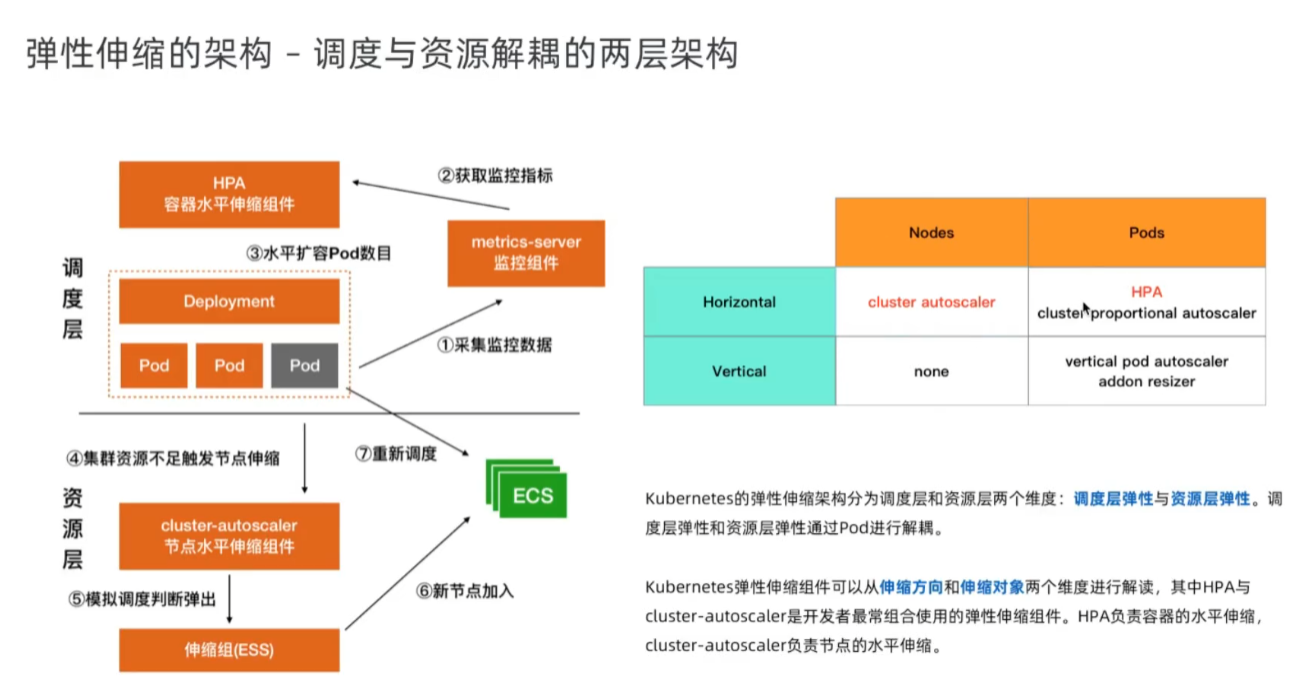 弹性伸缩的架构 – 调度与资源解耦的两层架构
HPA
容器水平伸缩组件
②获取监控指标
metrics-server
监控组件
③水平扩容Pod数目
调度层
Deployment
Pod Pod Pod
①采集监控数据
④集群资源不足触发节点伸缩
⑦重新调度
ECS
资源层
cluster-autoscaler
节点水平伸缩组件
⑤模拟调度判断弹出
⑥新节点加入
伸缩组(ESS)
Nodes Pods
Horizontal cluster autoscaler HPA
cluster proportional autoscaler
Vertical none vertical pod autoscaler
addon resizer
Kubernetes的弹性伸缩架构分为调度层和资源层两个维度：调度层弹性与资源层弹性。调
度层弹性和资源层弹性通过Pod进行解耦。
Kubernetes弹性伸缩组件可以从伸缩方向和伸缩对象两个维度进行解读，其中HPA与
cluster-autoscaler是开发者最常组合使用的弹性伸缩组件。HPA负责容器的水平伸缩，
cluster-autoscaler负责节点的水平伸缩。